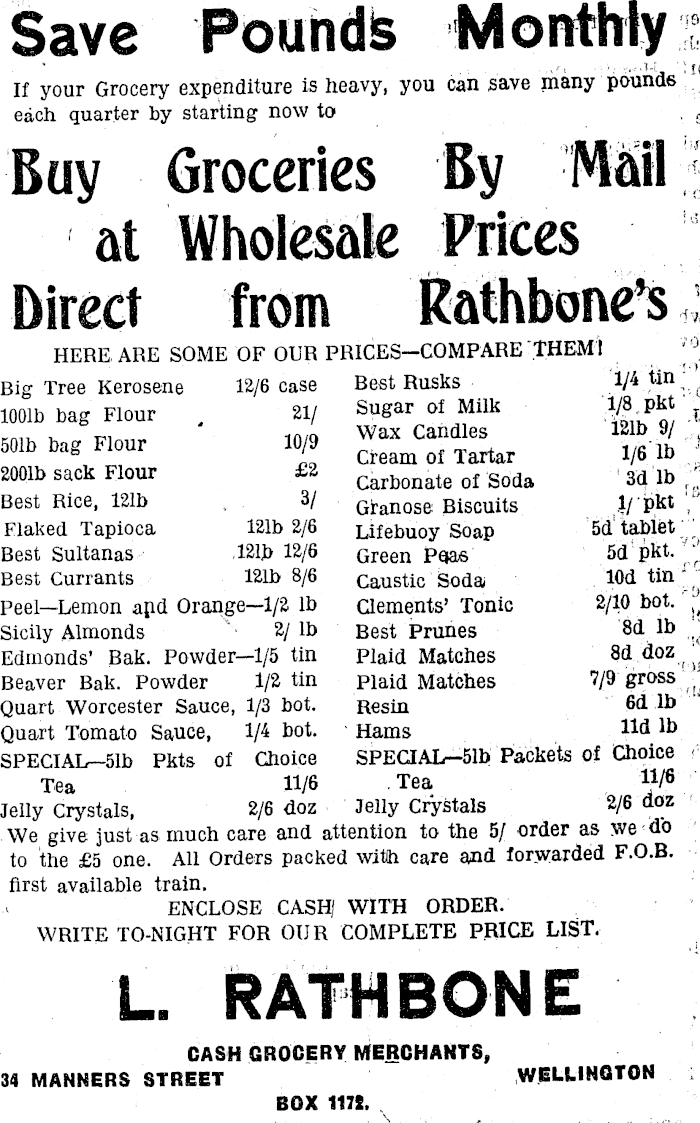 Save Pounds Monthly
If your Grocery expenditure is heavy, you can save many pounds
each quarter by starting now to
Buy Groceries By Mail
at Wholesale Prices
Direct from Rathbone's
HERE ARE SOME OF OUR PRICES—COMPARE THEM!
Big Tree Kerosene 12/6 case
100lb bag Flour 21/
50lb bag Flour 10/9
200lb sack Flour £2
Best Rice, 12lb 3/
Flaked Tapioca 12lb 2/6
Best Sultanas 12lb 12/6
Best Currants 12lb 8/6
Peel—Lemon and Orange—1/2 lb
Sicily Almonds 2/ lb
Edmonds' Bak. Powder—1/5 tin
Beaver Bak. Powder 1/2 tin
Quart Worcester Sauce, 1/3 bot.
Quart Tomato Sauce, 1/4 bot.
SPECIAL—5lb Pkts of Choice
Tea 11/6
Jelly Crystals, 2/6 doz
Best Rusks 1/4 tin
Sugar of Milk 1/8 pkt
Wax Candles 12lb 9/
Cream of Tartar 1/6 lb
Carbonate of Soda 3d lb
Granose Biscuits 1/ pkt
Lifebuoy Soap 5d tablet
Green Peas 5d pkt.
Caustic Soda 10d tin
Clements' Tonic 2/10 bot.
Best Prunes 8d lb
Plaid Matches 8d doz
Plaid Matches 7/9 gross
Resin 6d lb
Hams 11d lb
SPECIAL—5lb Packets of Choice
Tea 11/6
Jelly Crystals 2/6 doz
We give just as much care and attention to the 5/ order as we do
to the £5 one. All Orders packed with care and forwarded F.O.B.
first available train.
ENCLOSE CASH WITH ORDER.
WRITE TO-NIGHT FOR OUR COMPLETE PRICE LIST.
L. RATHBONE
CASH GROCERY MERCHANTS,
34 MANNERS STREET WELLINGTON
BOX 1172.